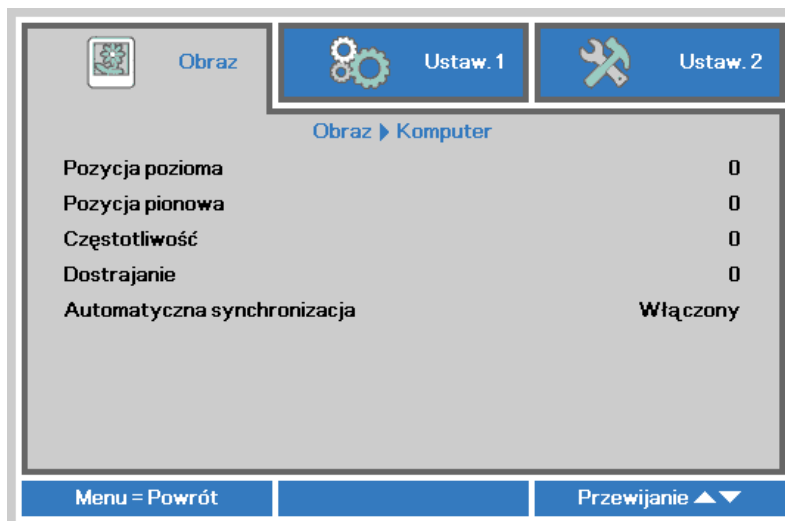 Obraz
Ustaw. 1
Ustaw. 2
Obraz ▶ Komputer
Pozycja pozioma 0
Pozycja pionowa 0
Częstotliwość 0
Dostrajanie 0
Automatyczna synchronizacja Włączony
Menu = Powrót
Przewijanie ▲▼